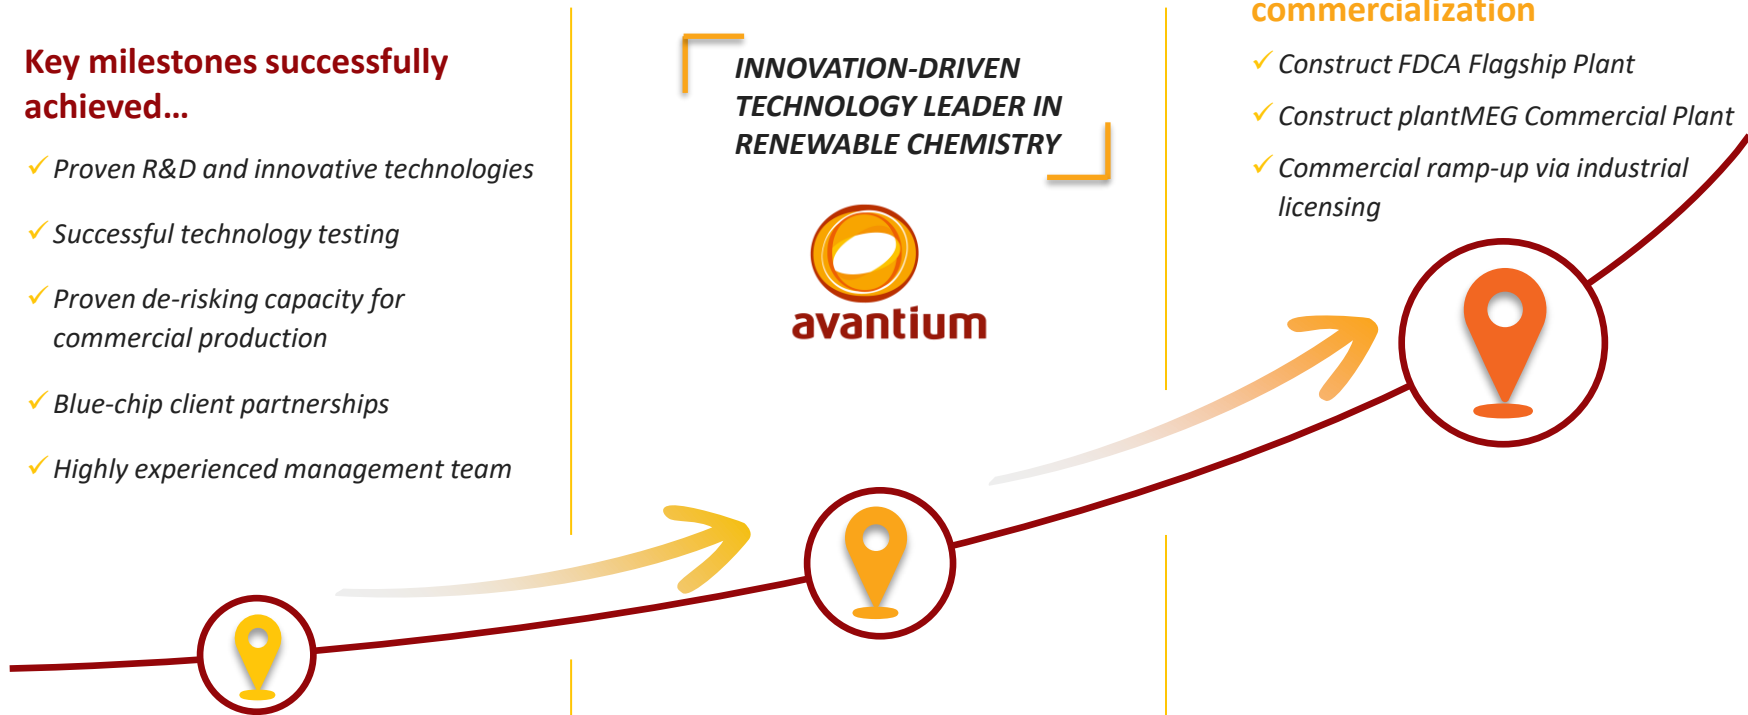 Key milestones successfully
achieved...
✓ Proven R&D and innovative technologies
✓ Successful technology testing
✓ Proven de-risking capacity for
commercial production
✓ Blue-chip client partnerships
✓ Highly experienced management team
INNOVATION-DRIVEN
TECHNOLOGY LEADER IN
RENEWABLE CHEMISTRY
avantium
commercialization
✓ Construct FDCA Flagship Plant
✓ Construct plantMEG Commercial Plant
✓ Commercial ramp-up via industrial
licensing